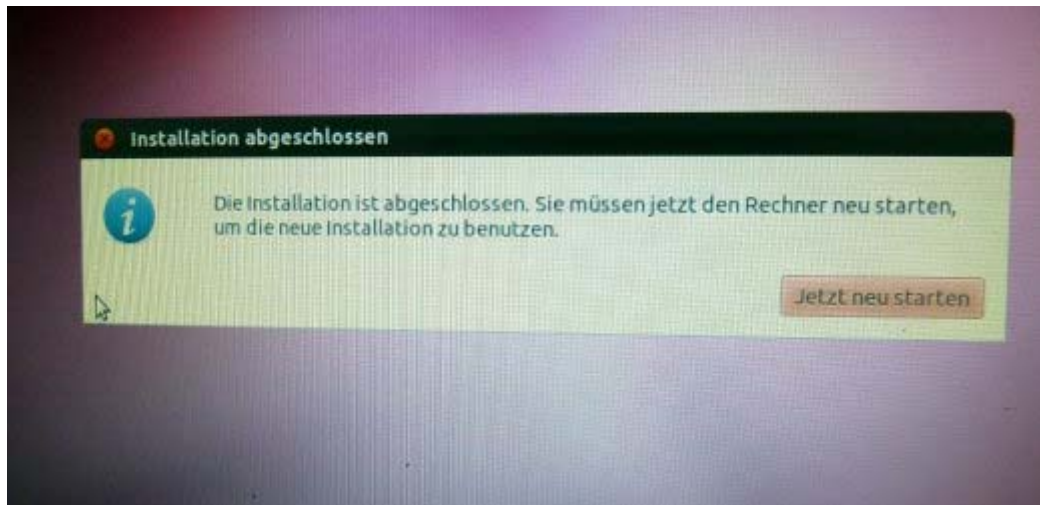 Installation abgeschlossen
Die Installation ist abgeschlossen. Sie müssen jetzt den Rechner neu starten,
um die neue Installation zu benutzen.
Jetzt neu starten